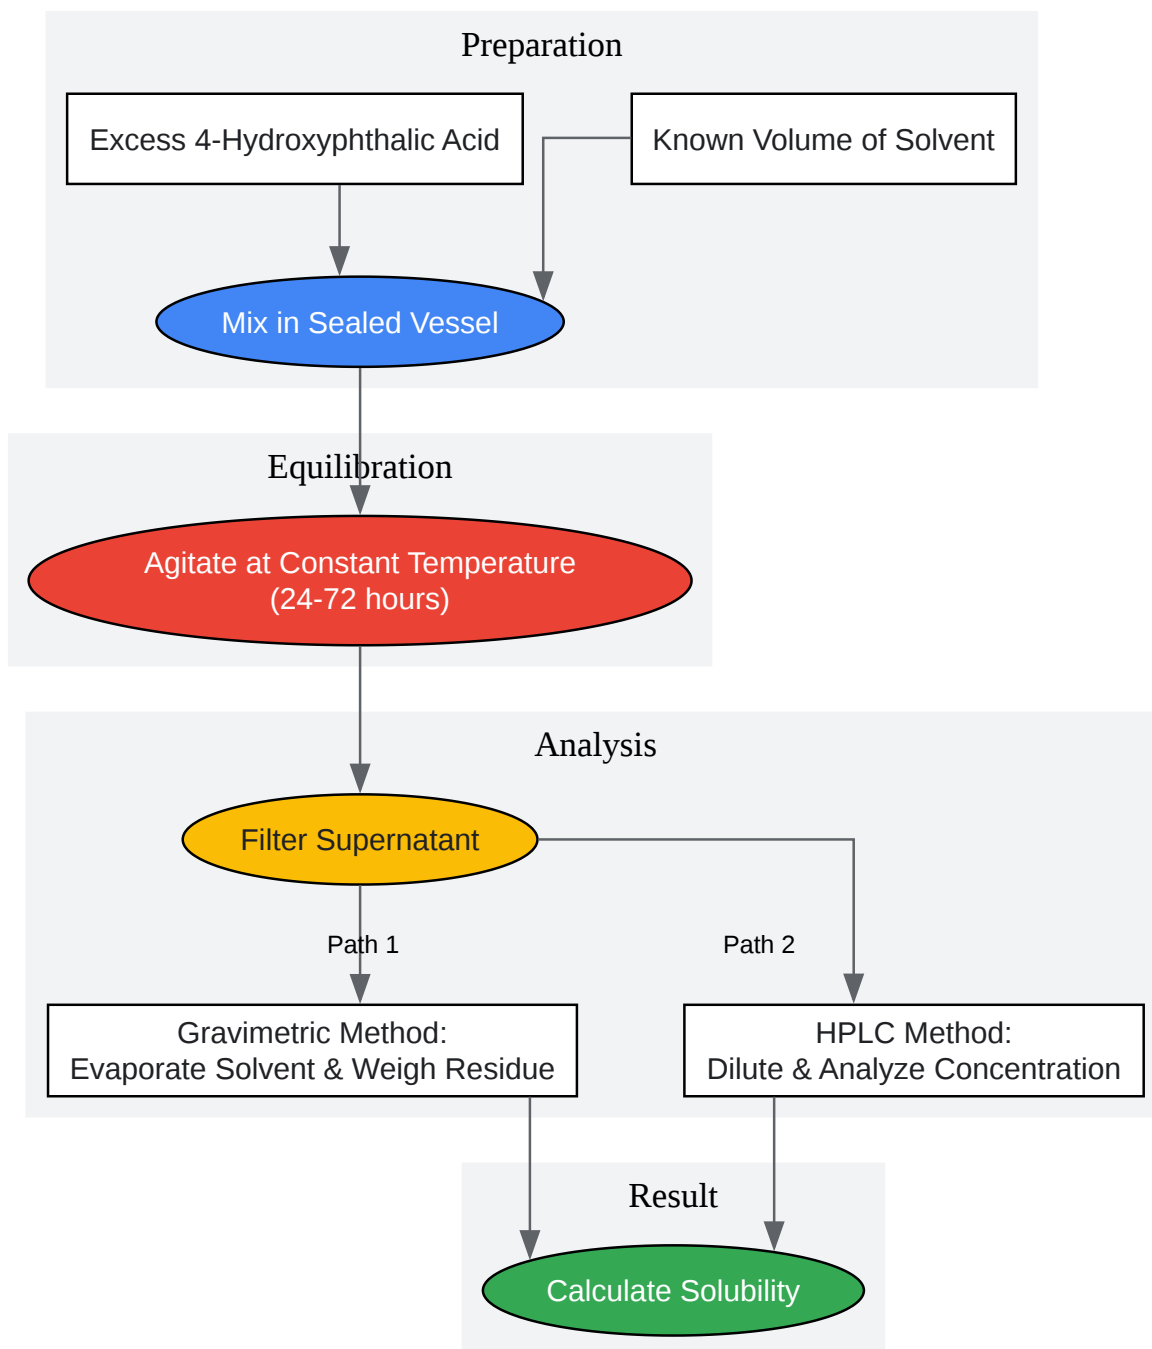 Preparation
Excess 4-Hydroxyphthalic Acid
Known Volume of Solvent
Mix in Sealed Vessel
Equilibration
Agitate at Constant Temperature
(24-72 hours)
Analysis
Filter Supernatant
Path 1
Path 2
Gravimetric Method:
Evaporate Solvent & Weigh Residue
HPLC Method:
Dilute & Analyze Concentration
Result
Calculate Solubility